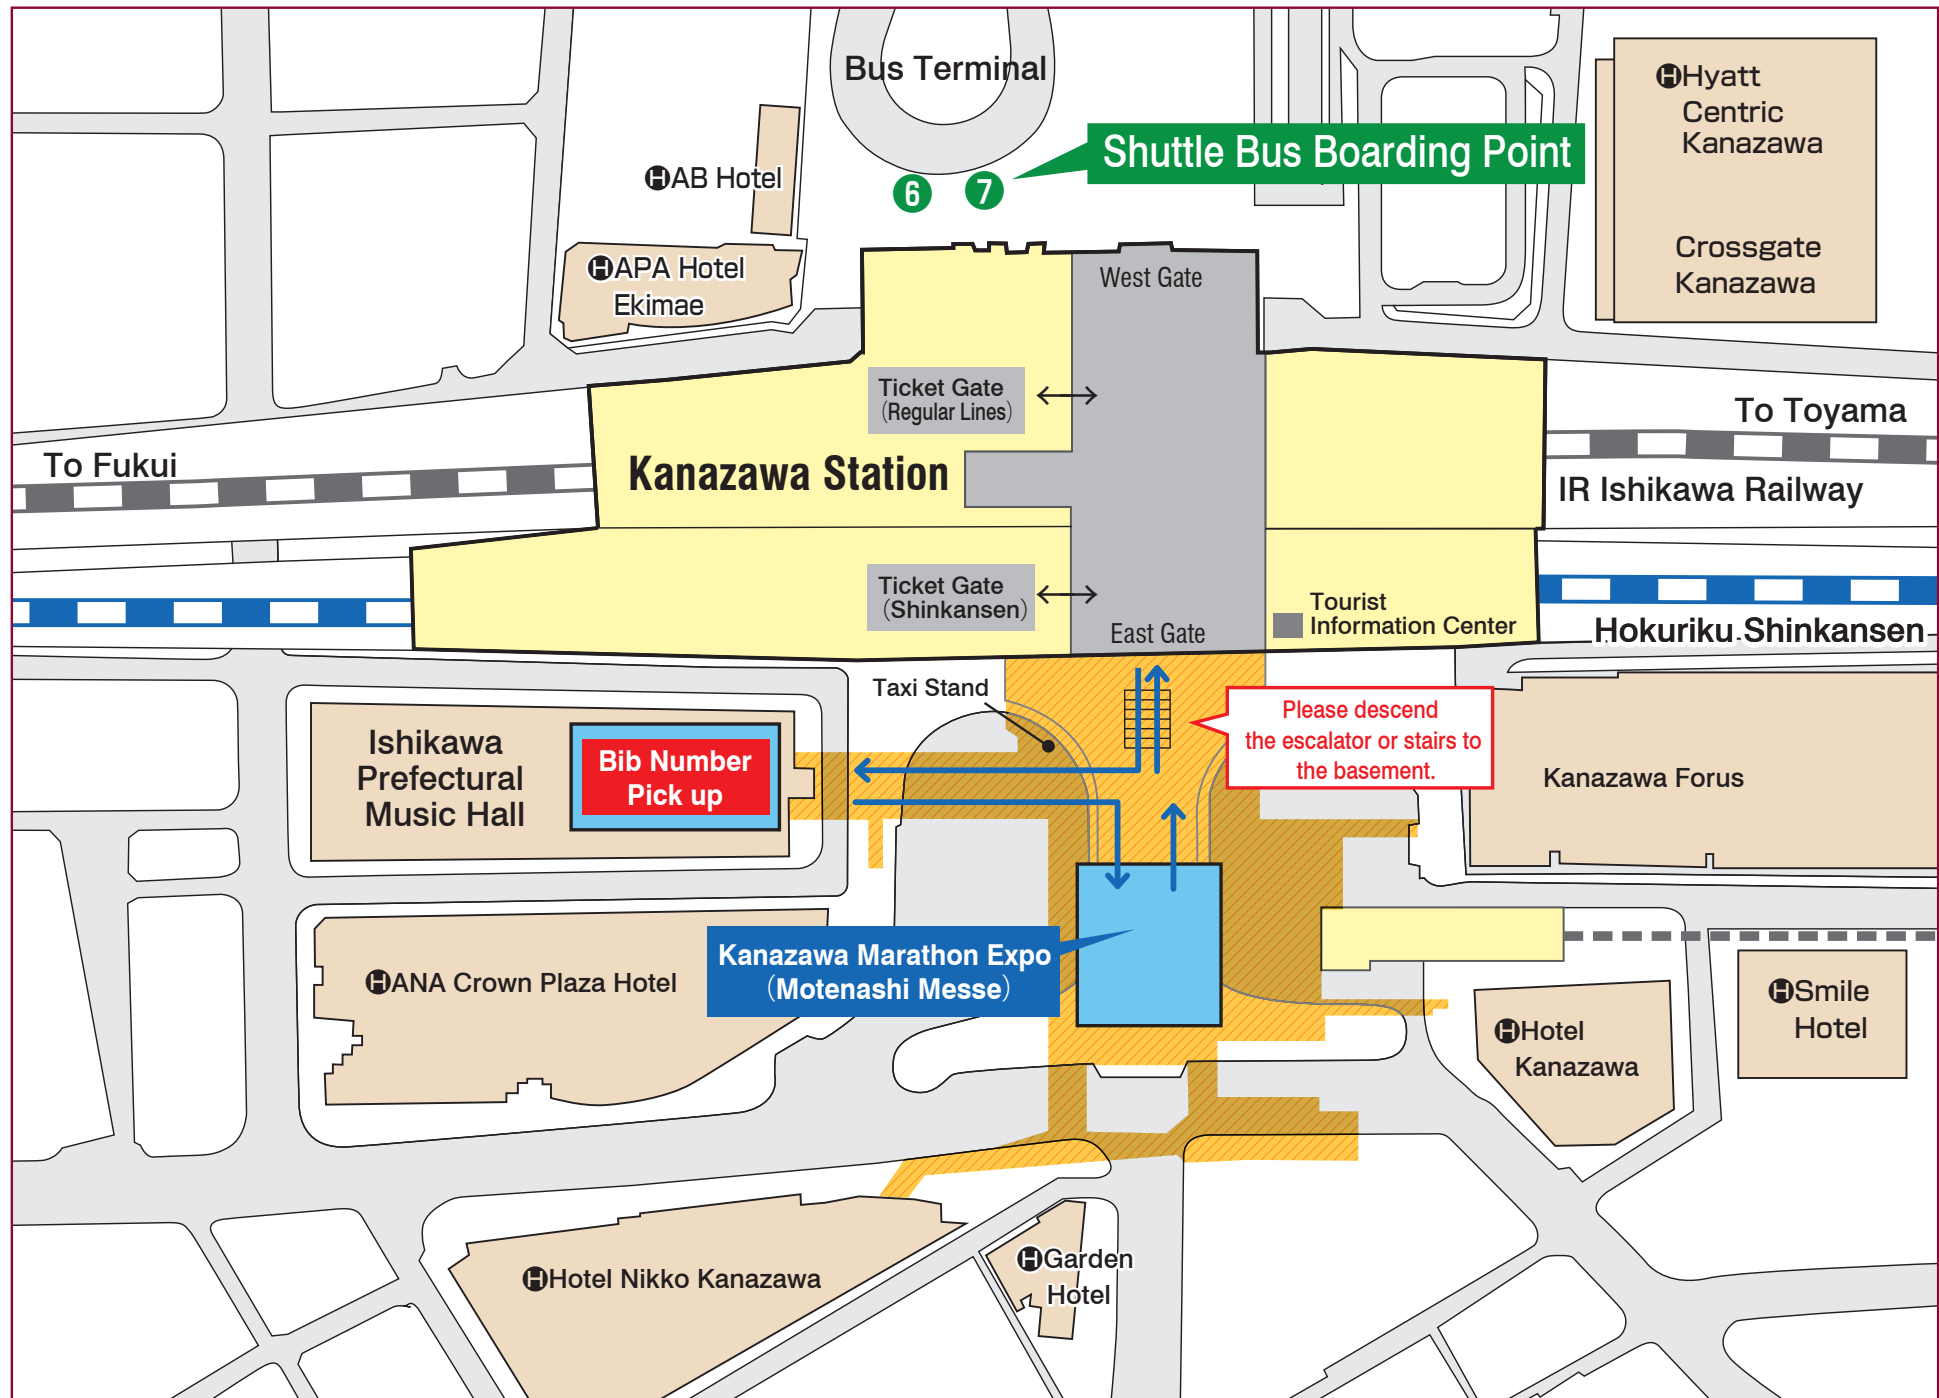 Bus Terminal
Shuttle Bus Boarding Point
6
7
H Hyatt
Centric
Kanazawa
Crossgate
Kanazawa
H AB Hotel
H APA Hotel
Ekimae
West Gate
Ticket Gate
(Regular Lines)
To Toyama
To Fukui
Kanazawa Station
IR Ishikawa Railway
Ticket Gate
(Shinkansen)
East Gate
Tourist
Information Center
Hokuriku Shinkansen
Taxi Stand
Please descend
the escalator or stairs to
the basement.
Ishikawa
Prefectural
Music Hall
Bib Number
Pick up
Kanazawa Forus
Kanazawa Marathon Expo
(Motenashi Messe)
H ANA Crown Plaza Hotel
H Smile
Hotel
H Hotel
Kanazawa
H Hotel Nikko Kanazawa
H Garden
Hotel